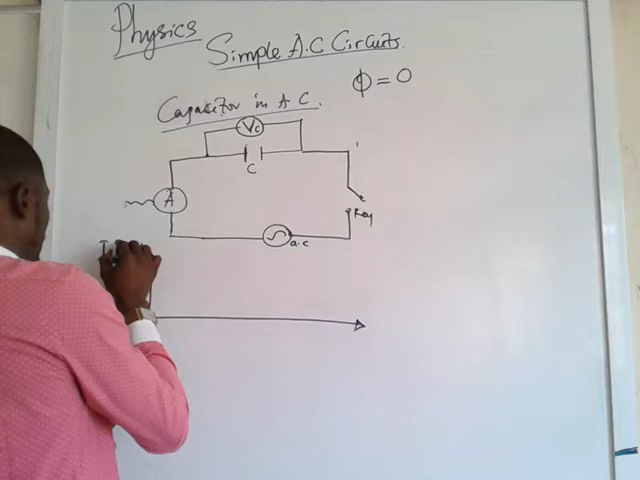 Physics
Simple A.C Circuits.
ϕ = 0
Capacitor in A C.
Vc
C
A
Key
a.c
I